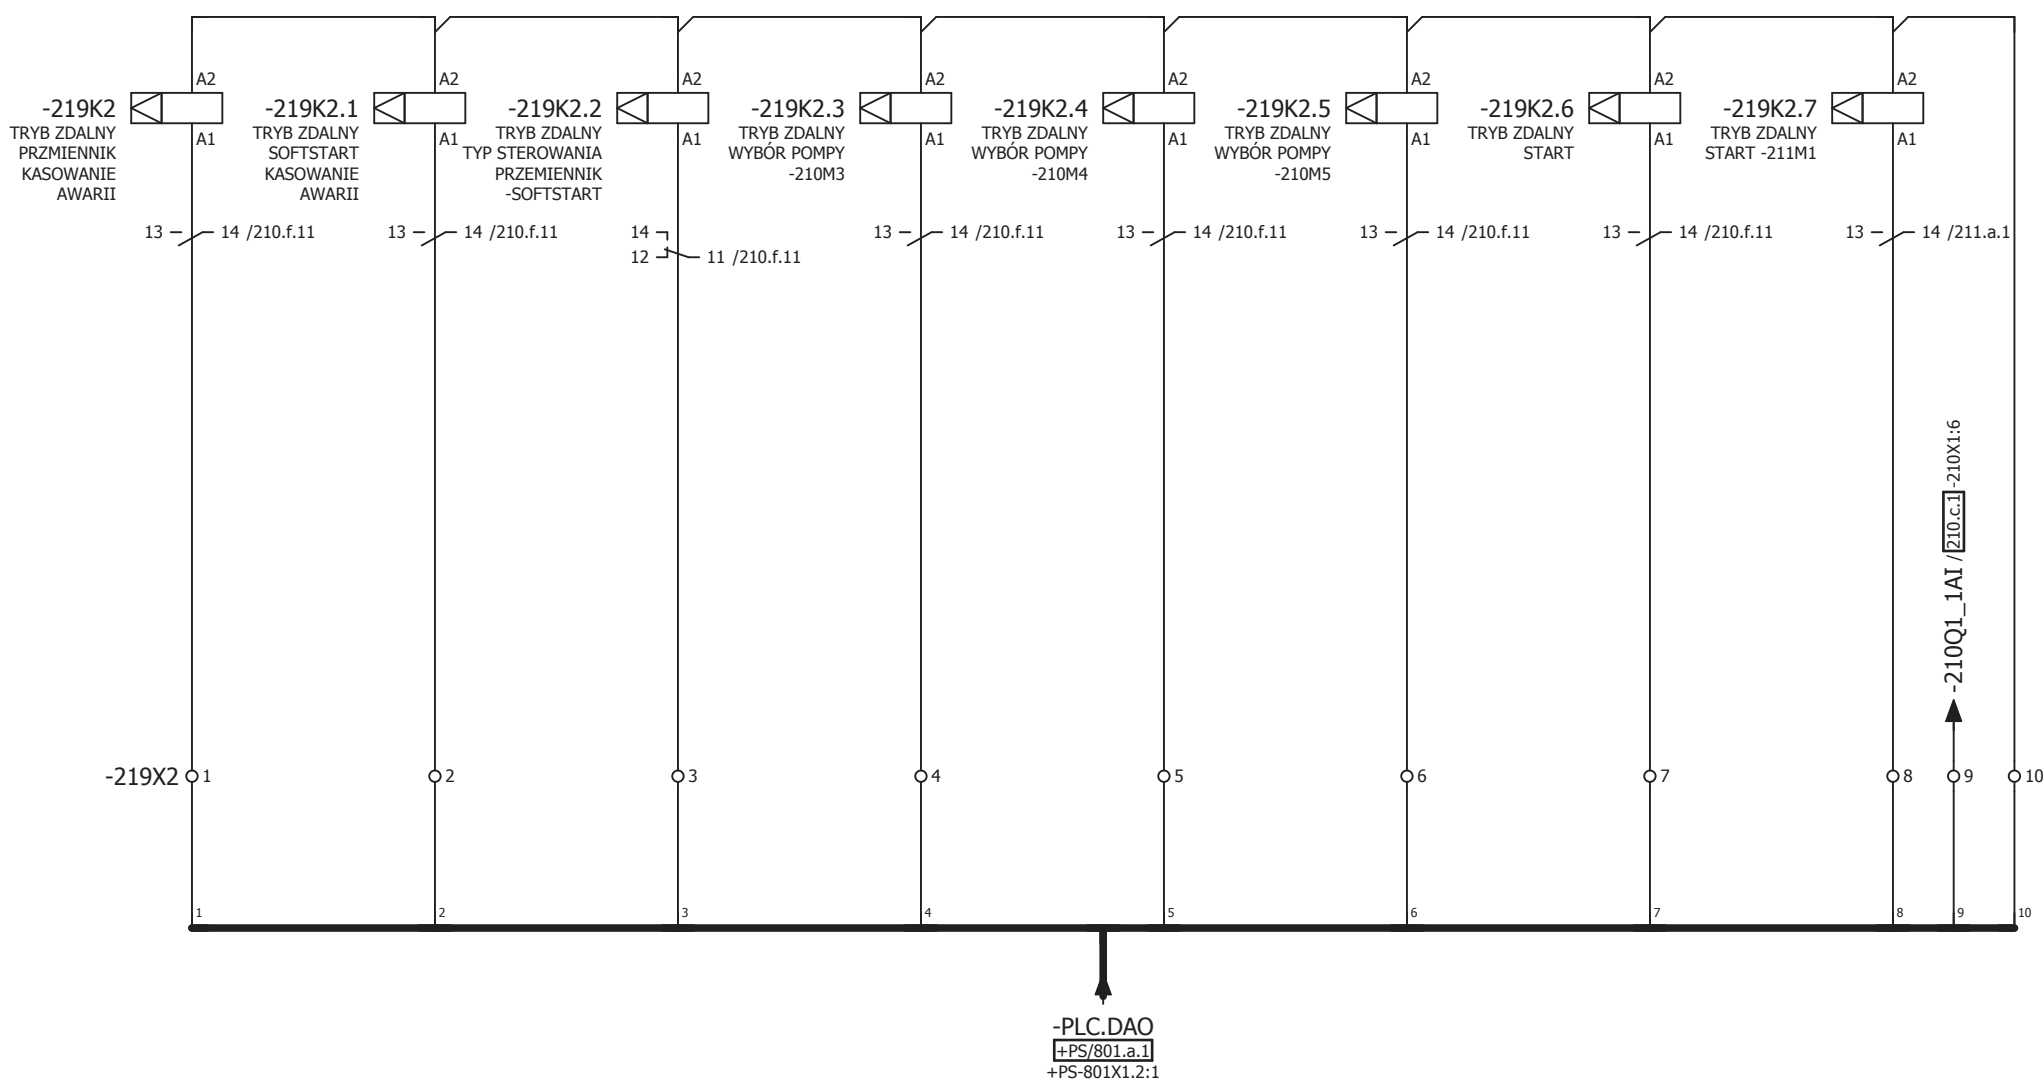 A2
A2
A2
A2
A2
A2
A2
A2
-219K2
TRYB ZDALNY
PRZMIENNIK
KASOWANIE
AWARII
-219K2.1
TRYB ZDALNY
SOFTSTART
KASOWANIE
AWARII
-219K2.2
TRYB ZDALNY
TYP STEROWANIA
PRZEMIENNIK
-SOFTSTART
-219K2.3
TRYB ZDALNY
WYBÓR POMPY
-210M3
-219K2.4
TRYB ZDALNY
WYBÓR POMPY
-210M4
-219K2.5
TRYB ZDALNY
WYBÓR POMPY
-210M5
-219K2.6
TRYB ZDALNY
START
-219K2.7
TRYB ZDALNY
START -211M1
A1
A1
A1
A1
A1
A1
A1
A1
13 14 /210.f.11
13 14 /210.f.11
14
12 11 /210.f.11
13 14 /210.f.11
13 14 /210.f.11
13 14 /210.f.11
13 14 /210.f.11
13 14 /211.a.1
-210Q1_1AI / 210.c.1 -210X1:6
-219X2 1 2 3 4 5 6 7 8 9 10
1 2 3 4 5 6 7 8 9 10
-PLC.DAO
+PS/801.a.1
+PS-801X1.2:1